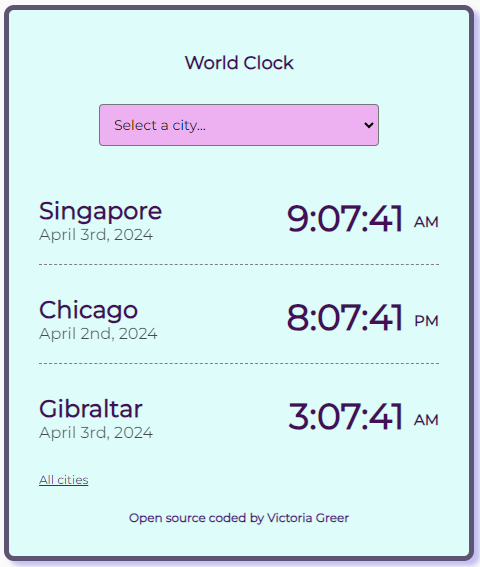 World Clock
Select a city...
Singapore
9:07:41 AM
April 3rd, 2024
Chicago
8:07:41 PM
April 2nd, 2024
Gibraltar
3:07:41 AM
April 3rd, 2024
All cities
Open source coded by Victoria Greer